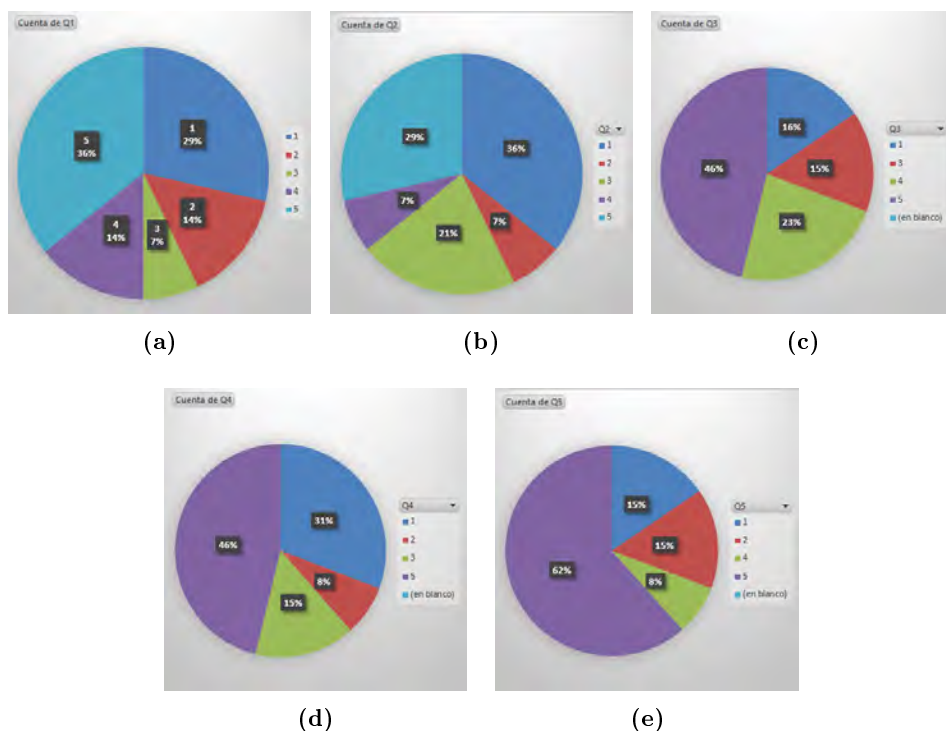 Cuenta de Q1
5
36%
1
29%
4
14%
3
7%
2
14%
1
2
3
4
5
(a)
Cuenta de Q2
29%
36%
7%
21%
7%
Q2
1
2
3
4
5
(b)
Cuenta de Q3
46%
16%
15%
23%
Q3
1
3
4
5
(en blanco)
(c)
Cuenta de Q4
46%
31%
8%
15%
Q4
1
2
3
5
(en blanco)
(d)
Cuenta de Q5
62%
15%
15%
8%
Q5
1
2
4
5
(en blanco)
(e)